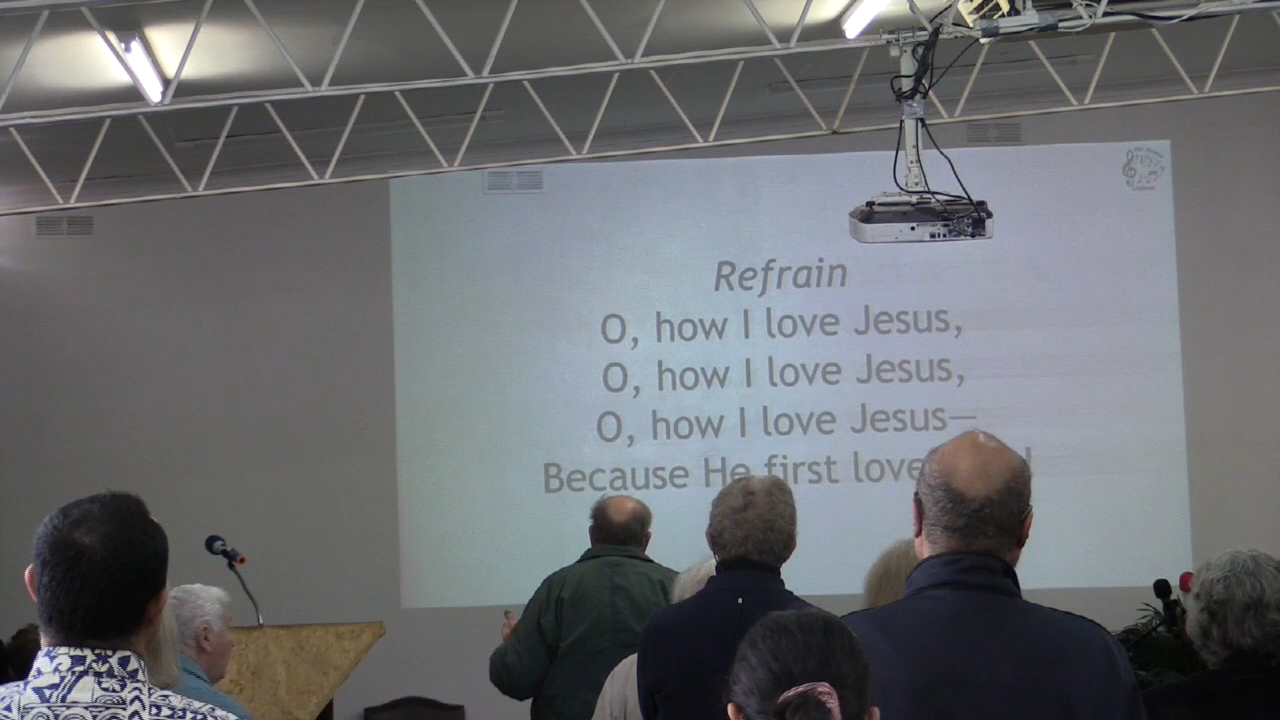 Refrain
O, how I love Jesus,
O, how I love Jesus,
O, how I love Jesus—
Because He first